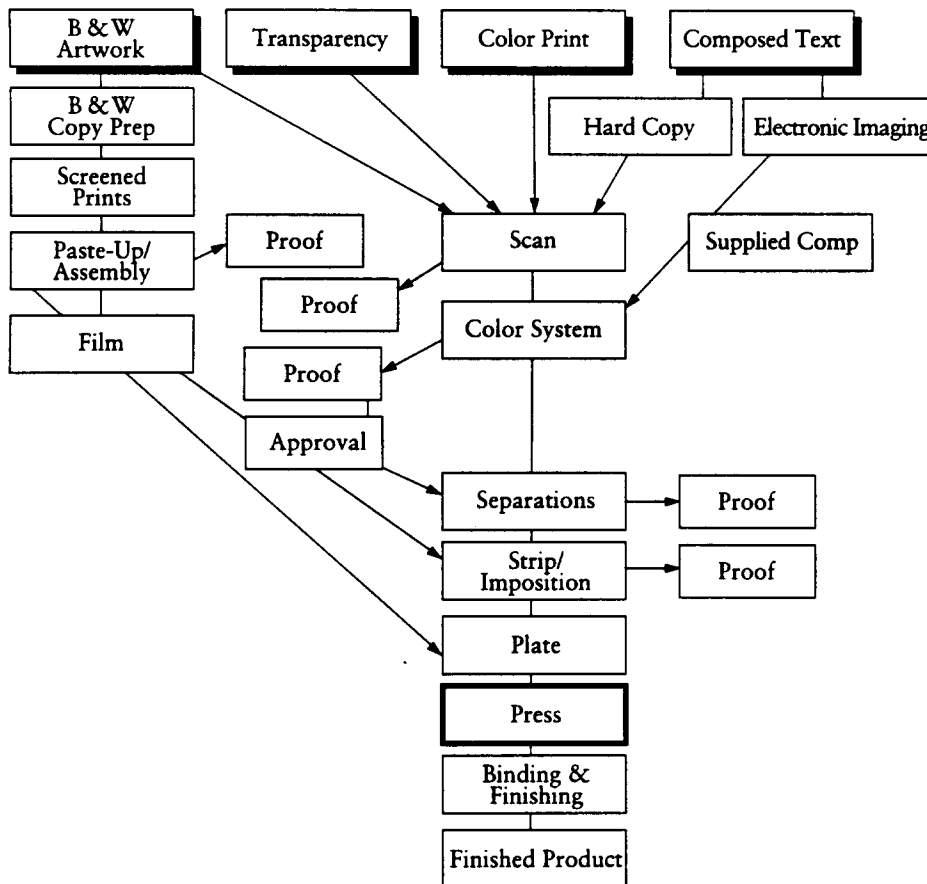 B & W
Artwork
Transparency
Color Print
Composed Text
B & W
Copy Prep
Hard Copy
Electronic Imaging
Screened
Prints
Paste-Up/
Assembly
Proof
Scan
Supplied Comp
Proof
Film
Color System
Proof
Approval
Separations
Proof
Strip/
Imposition
Proof
Plate
Press
Binding &
Finishing
Finished Product